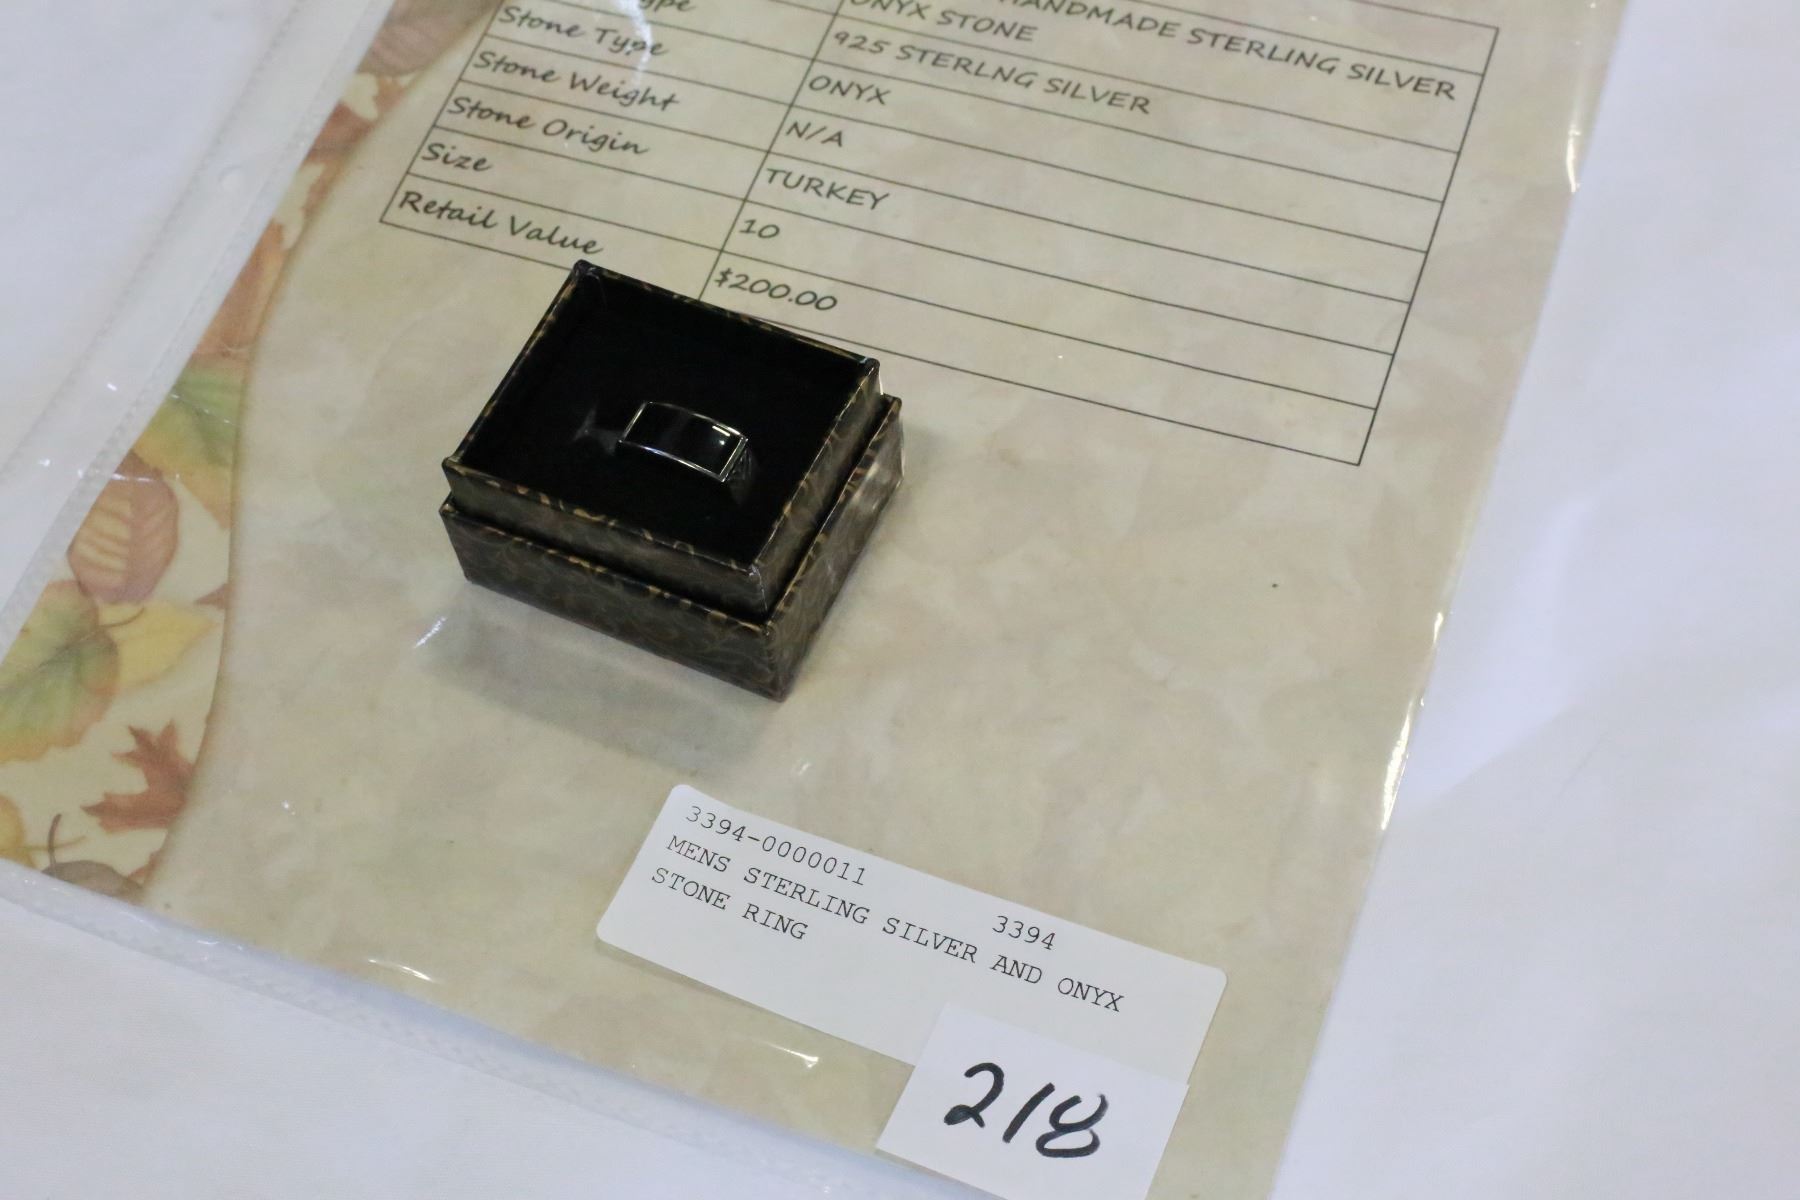 HANDMADE STERLING SILVER
ONYX STONE
925 STERLNG SILVER
Stone Type ONYX
Stone Weight N/A
Stone Origin TURKEY
Size 10
Retail Value $200.00
3394-0000011 3394
MENS STERLING SILVER AND ONYX
STONE RING
218